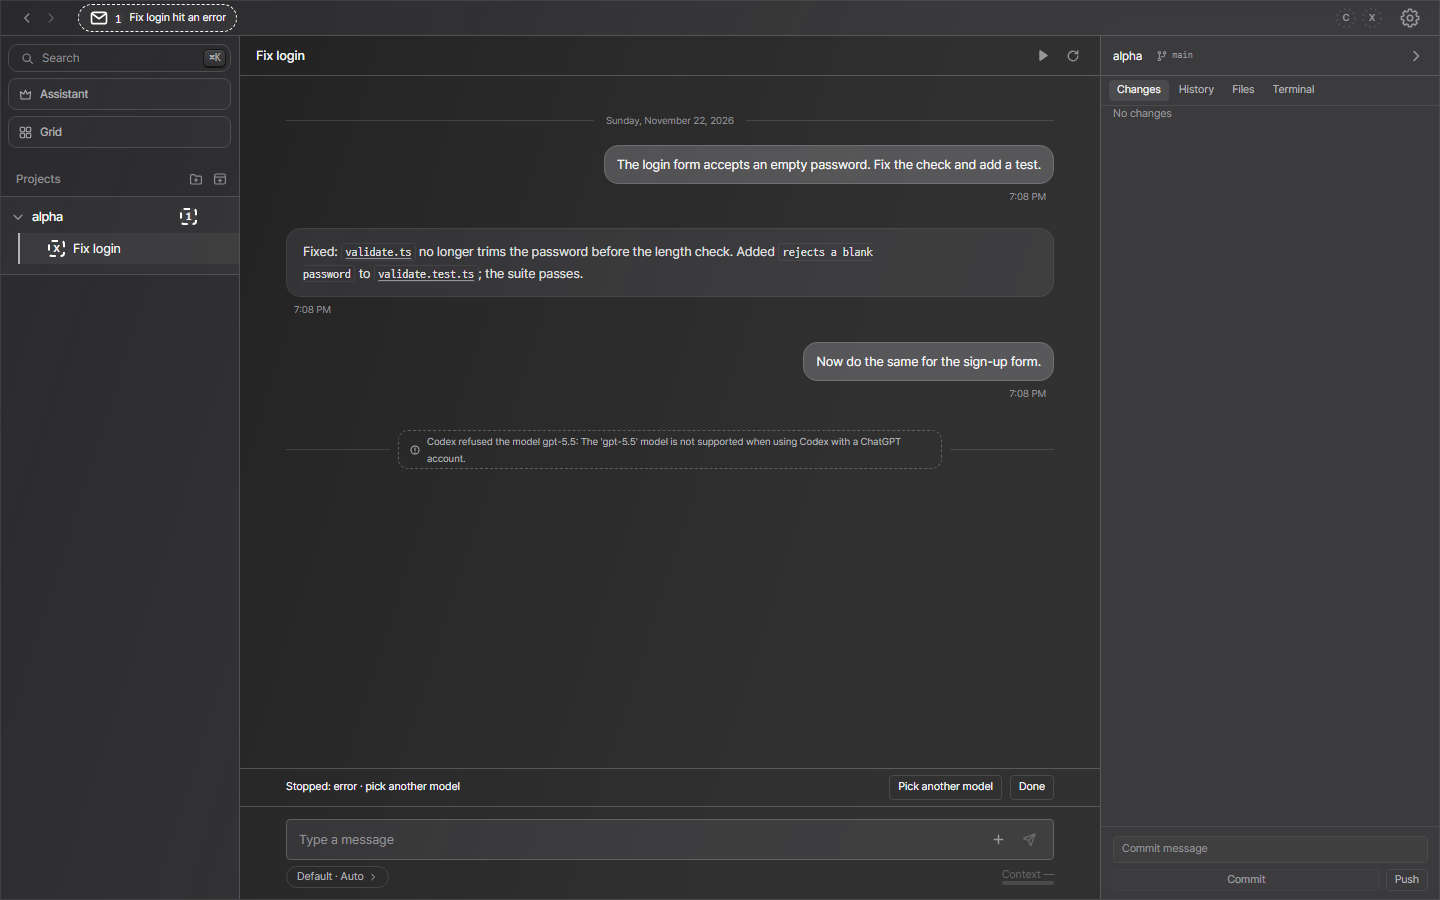 1 Fix login hit an error
C X
Search ⌘K
Assistant
Grid
Projects
alpha 1
X Fix login
Fix login
Sunday, November 22, 2026
The login form accepts an empty password. Fix the check and add a test.
7:08 PM
Fixed: validate.ts no longer trims the password before the length check. Added rejects a blank
password to validate.test.ts; the suite passes.
7:08 PM
Now do the same for the sign-up form.
7:08 PM
Codex refused the model gpt-5.5: The 'gpt-5.5' model is not supported when using Codex with a ChatGPT
account.
Stopped: error · pick another model
Pick another model Done
Type a message
Default · Auto
Context —
alpha main
Changes History Files Terminal
No changes
Commit message
Commit Push